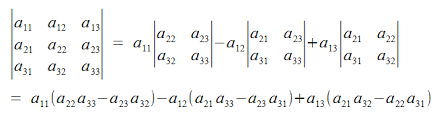 | a₁₁ a₁₂ a₁₃ |
| a₂₁ a₂₂ a₂₃ | = a₁₁ | a₂₂ a₂₃ | − a₁₂ | a₂₁ a₂₃ | + a₁₃ | a₂₁ a₂₂ |
| a₃₁ a₃₂ a₃₃ | | a₃₂ a₃₃ | | a₃₁ a₃₃ | | a₃₁ a₃₂ |
= a₁₁(a₂₂a₃₃−a₂₃a₃₂)−a₁₂(a₂₁a₃₃−a₂₃a₃₁)+a₁₃(a₂₁a₃₂−a₂₂a₃₁)